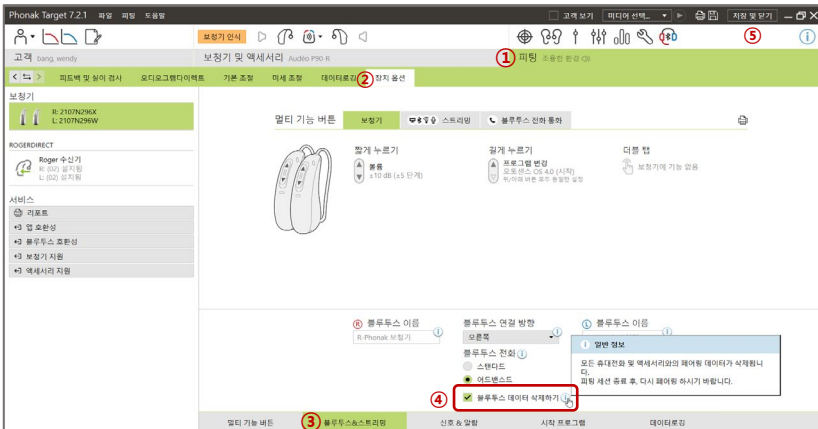 Phonak Target 7.2.1 파일 피팅 도움말
고객 보기 미디어 선택... 저장 및 닫기
보청기 인식
⑤
고객 bang, wendy
보청기 및 액세서리 Audéo P90-R
① 피팅 조용한 환경
피드백 및 실이 검사 오디오그램다이렉트 기본 조절 미세 조절 데이터로깅 ② 장치 옵션
보청기
R: 2107N296X
L: 2107N296W
ROGERDIRECT
Roger 수신기
R: (02) 설치됨
L: (02) 설치됨
서비스
리포트
앱 호환성
블루투스 호환성
보청기 지원
액세서리 지원
멀티 기능 버튼 보청기 스트리밍 블루투스 전화 통화
짧게 누르기
볼륨
±10 dB (±5 단계)
길게 누르기
프로그램 변경
오토센스 OS 4.0 (시작)
위/아래 버튼 모두 동일한 설정
더블 탭
보청기에 기능 없음
R 블루투스 이름
R-Phonak 보청기
블루투스 연결 방향
오른쪽
블루투스 전화
스탠다드
어드밴스드
④ 블루투스 데이터 삭제하기
L 블루투스 이름
일반 정보
모든 휴대전화 및 액세서리와의 페어링 데이터가 삭제됩니
다.
피팅 세션 종료 후, 다시 페어링 하시기 바랍니다.
멀티 기능 버튼 ③ 블루투스&스트리밍 신호 & 알람 시작 프로그램 데이터로깅